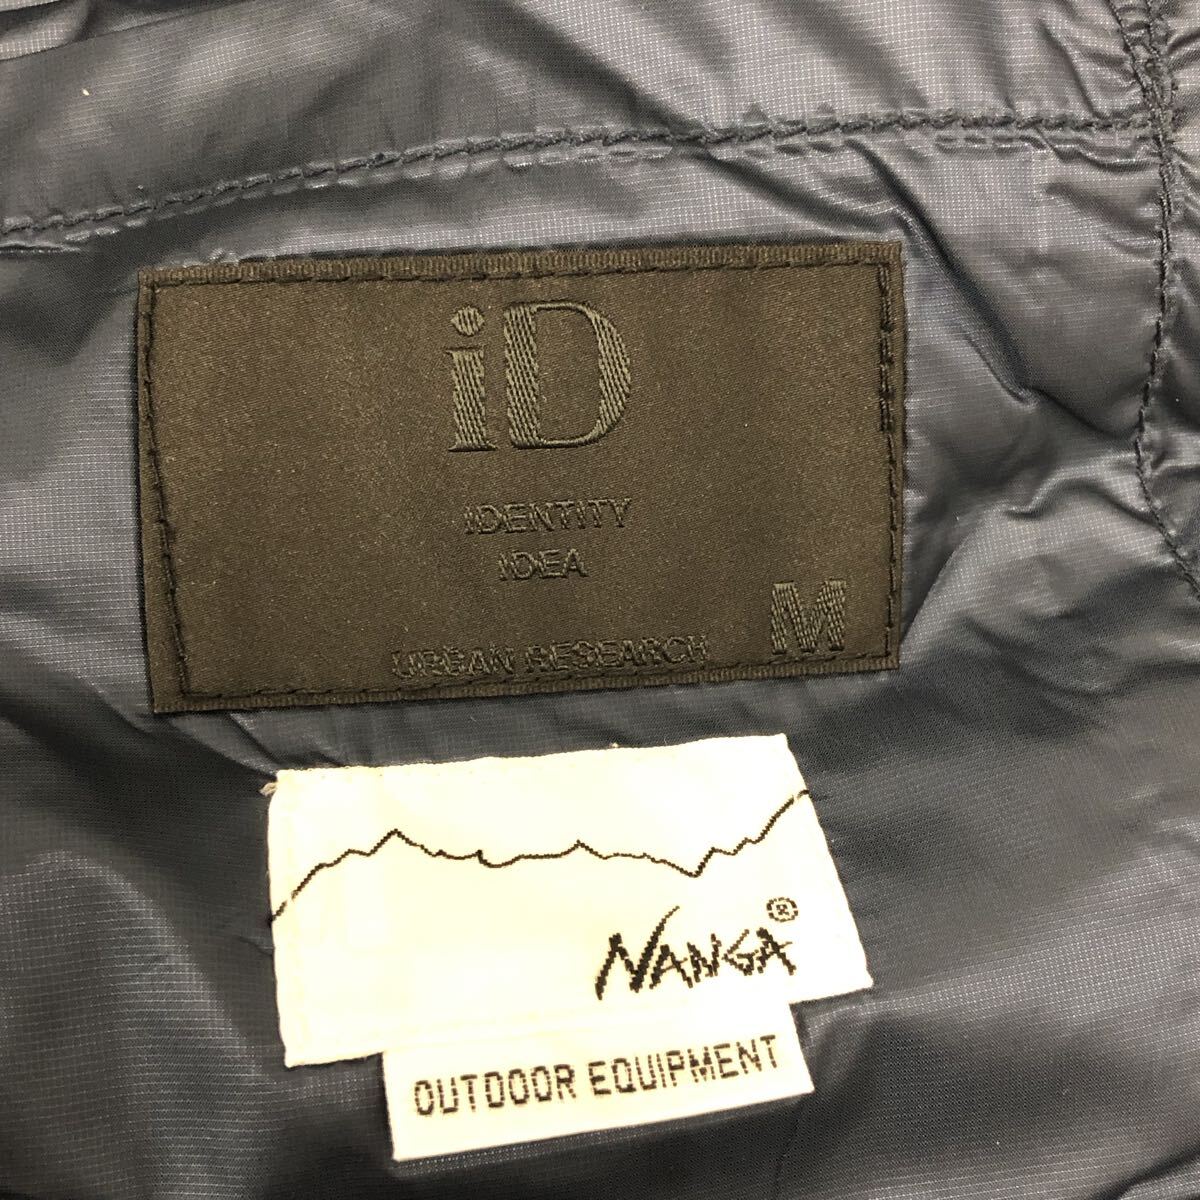 iD
IDENTITY
IDEA
URBAN RESEARCH
M
NANGA®
OUTDOOR EQUIPMENT